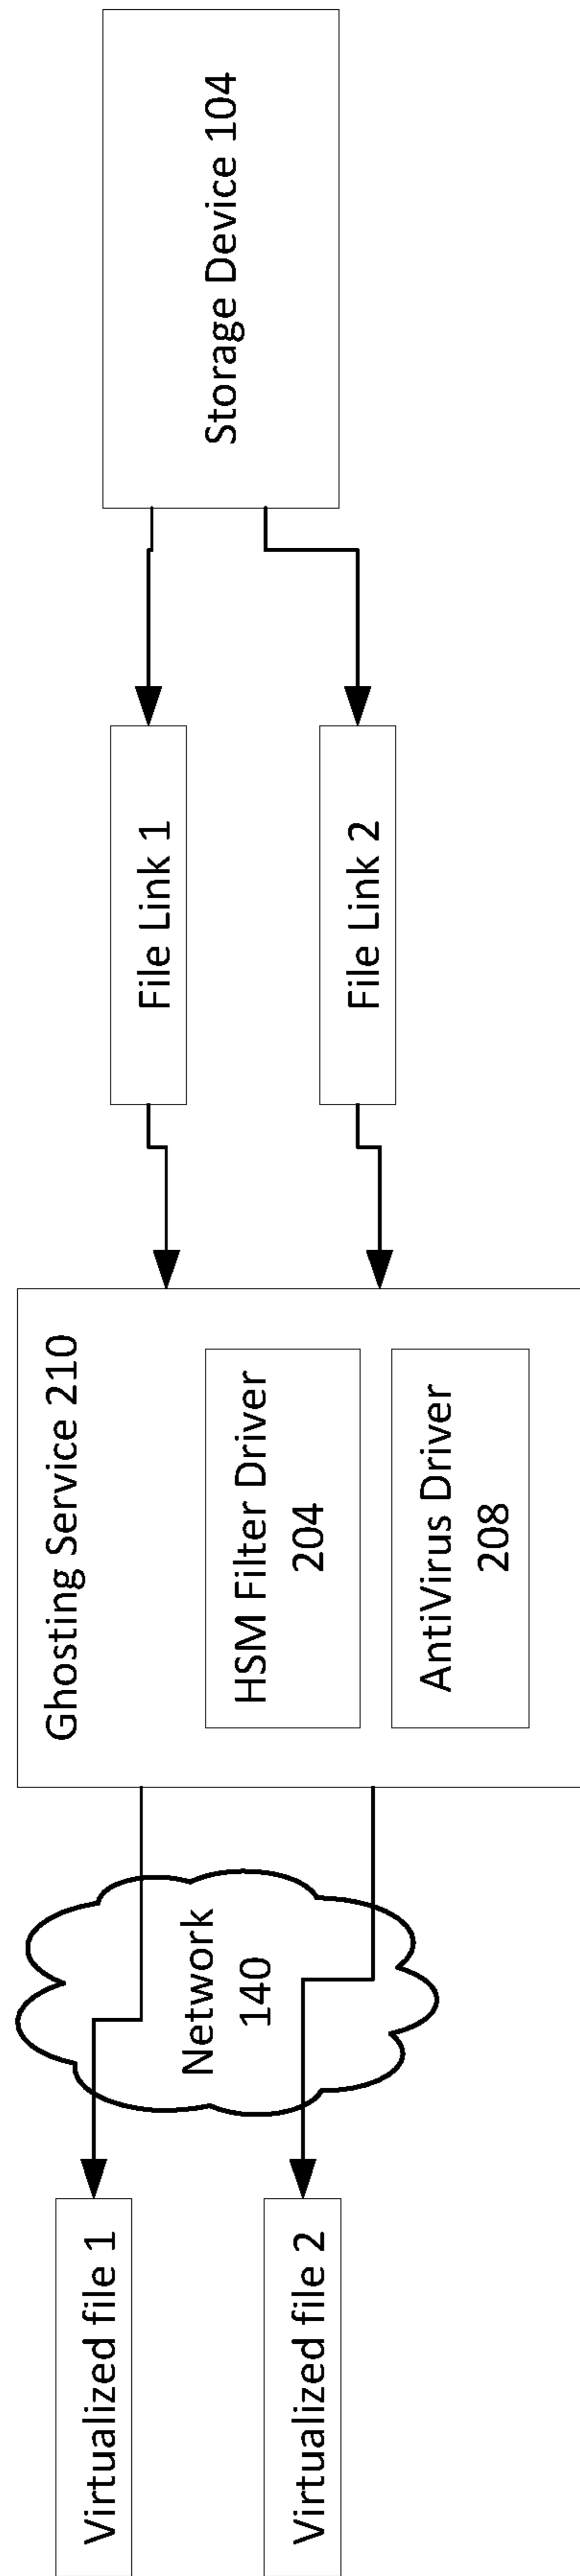 Virtualized file 1
Virtualized file 2
Network
140
Ghosting Service 210
HSM Filter Driver
204
AntiVirus Driver
208
File Link 1
File Link 2
Storage Device 104